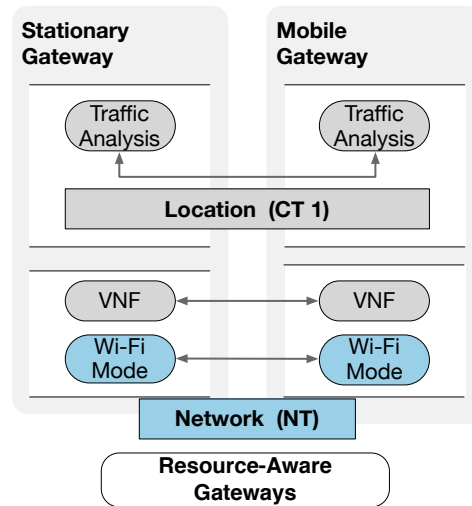 Stationary
Gateway
Mobile
Gateway
Traffic
Analysis
Traffic
Analysis
Location (CT 1)
VNF
VNF
Wi-Fi
Mode
Wi-Fi
Mode
Network (NT)
Resource-Aware
Gateways